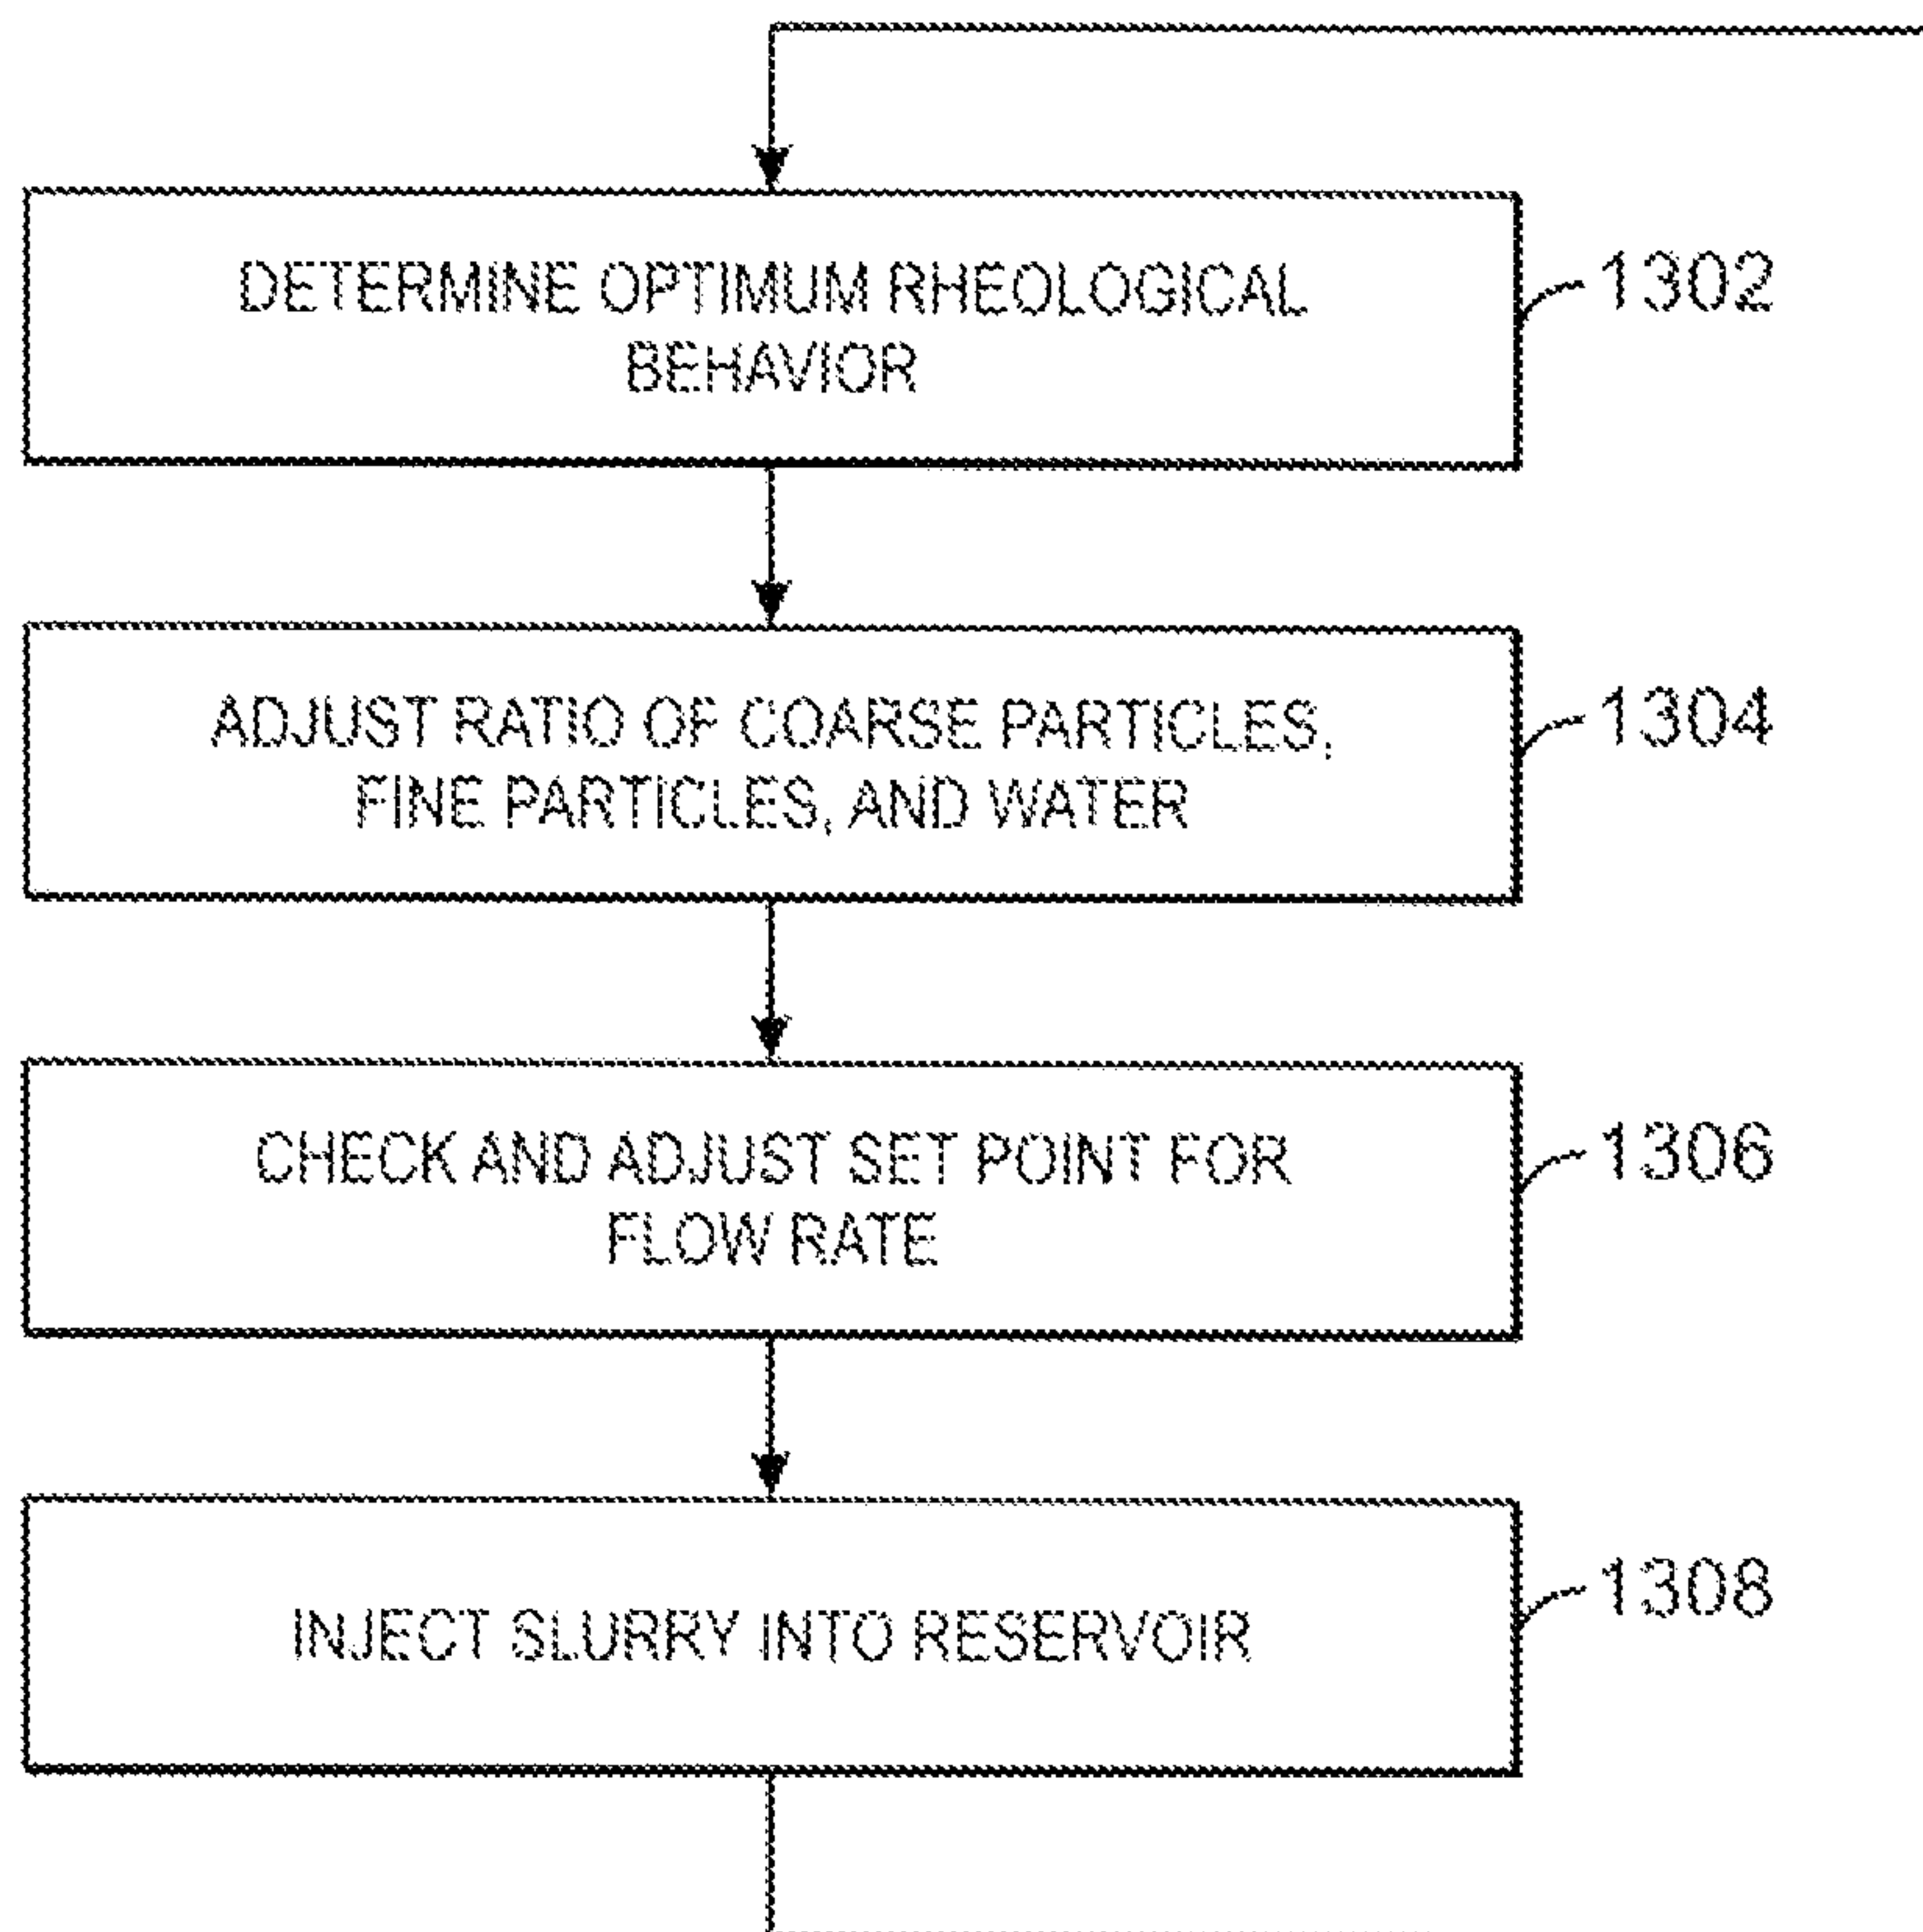 DETERMINE OPTIMUM RHEOLOGICAL
BEHAVIOR
1302
ADJUST RATIO OF COARSE PARTICLES,
FINE PARTICLES, AND WATER
1304
CHECK AND ADJUST SET POINT FOR
FLOW RATE
1306
INJECT SLURRY INTO RESERVOIR
1308